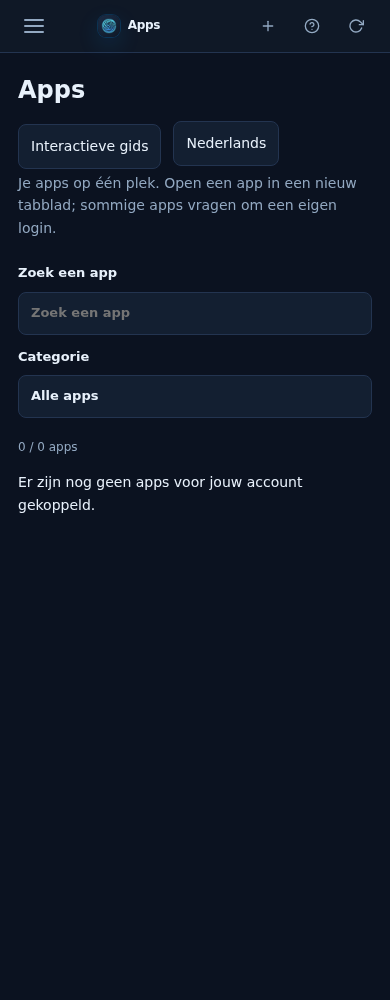 Apps
Apps
Interactieve gids
Nederlands
Je apps op één plek. Open een app in een nieuw
tabblad; sommige apps vragen om een eigen
login.
Zoek een app
Zoek een app
Categorie
Alle apps
0 / 0 apps
Er zijn nog geen apps voor jouw account
gekoppeld.